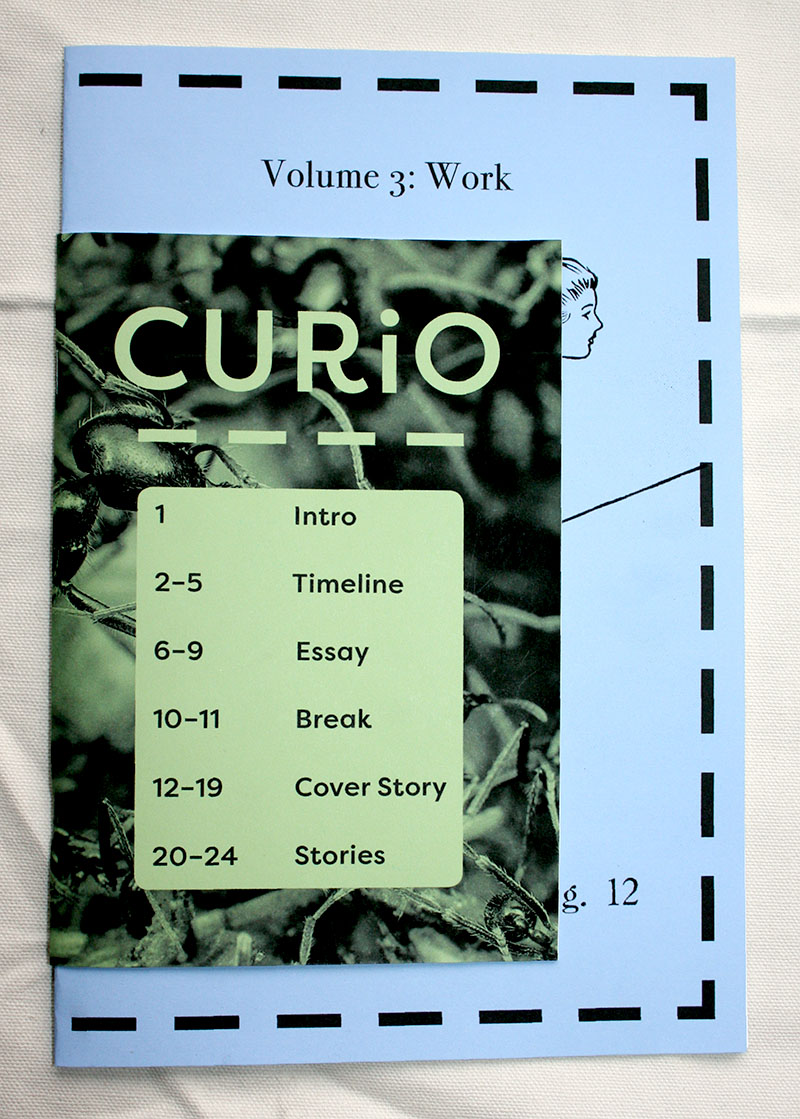 Volume 3: Work
CURiO
1 Intro
2–5 Timeline
6–9 Essay
10–11 Break
12–19 Cover Story
20–24 Stories
g. 12